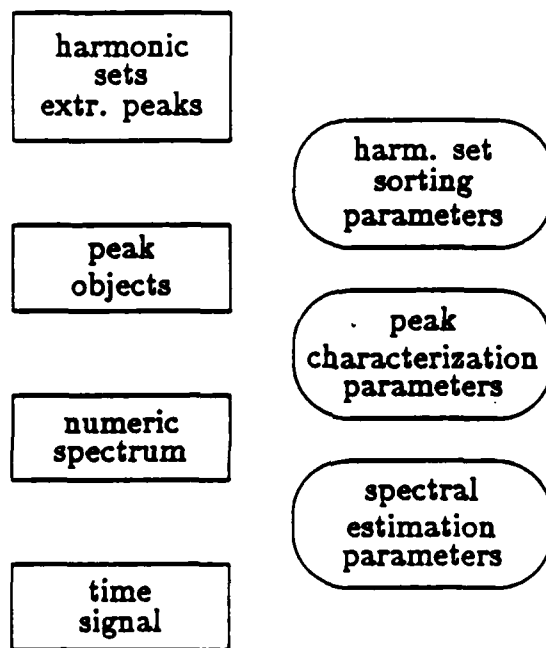 harmonic
sets
extr. peaks
harm. set
sorting
parameters
peak
objects
peak
characterization
parameters
numeric
spectrum
spectral
estimation
parameters
time
signal